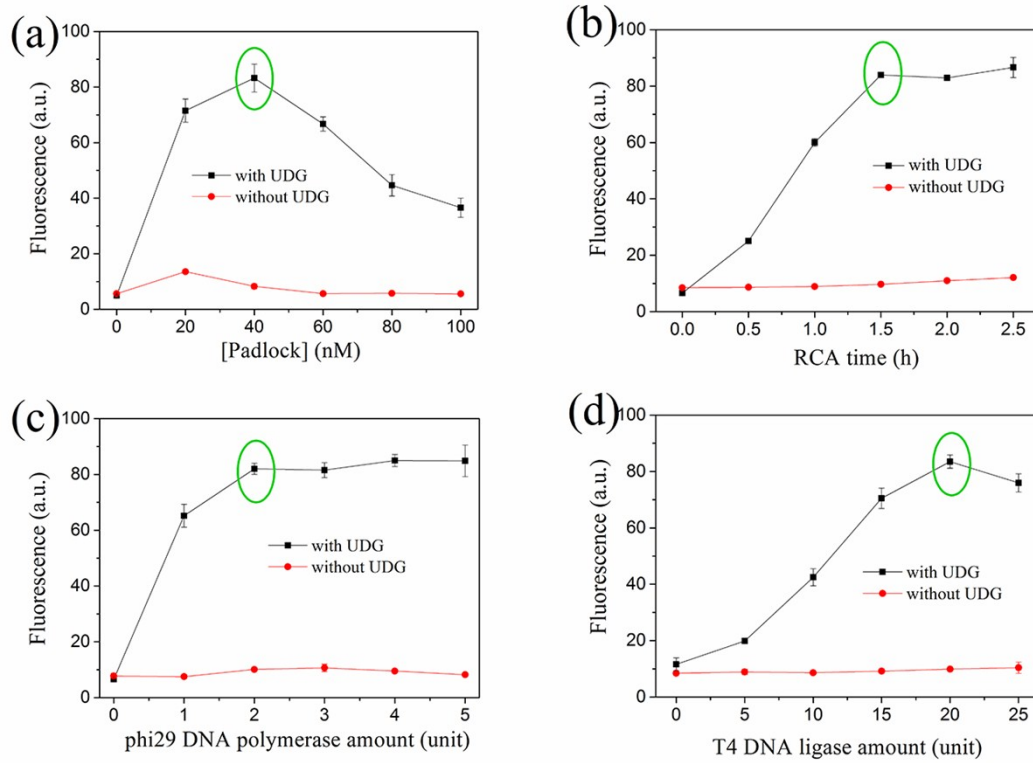 (a)
100
80
60
40
20
0
Fluorescence (a.u.)
with UDG
without UDG
0 20 40 60 80 100
[Padlock] (nM)
(b)
100
80
60
40
20
0
Fluorescence (a.u.)
with UDG
without UDG
0.0 0.5 1.0 1.5 2.0 2.5
RCA time (h)
(c)
100
80
60
40
20
0
Fluorescence (a.u.)
with UDG
without UDG
0 1 2 3 4 5
phi29 DNA polymerase amount (unit)
(d)
100
80
60
40
20
0
Fluorescence (a.u.)
with UDG
without UDG
0 5 10 15 20 25
T4 DNA ligase amount (unit)